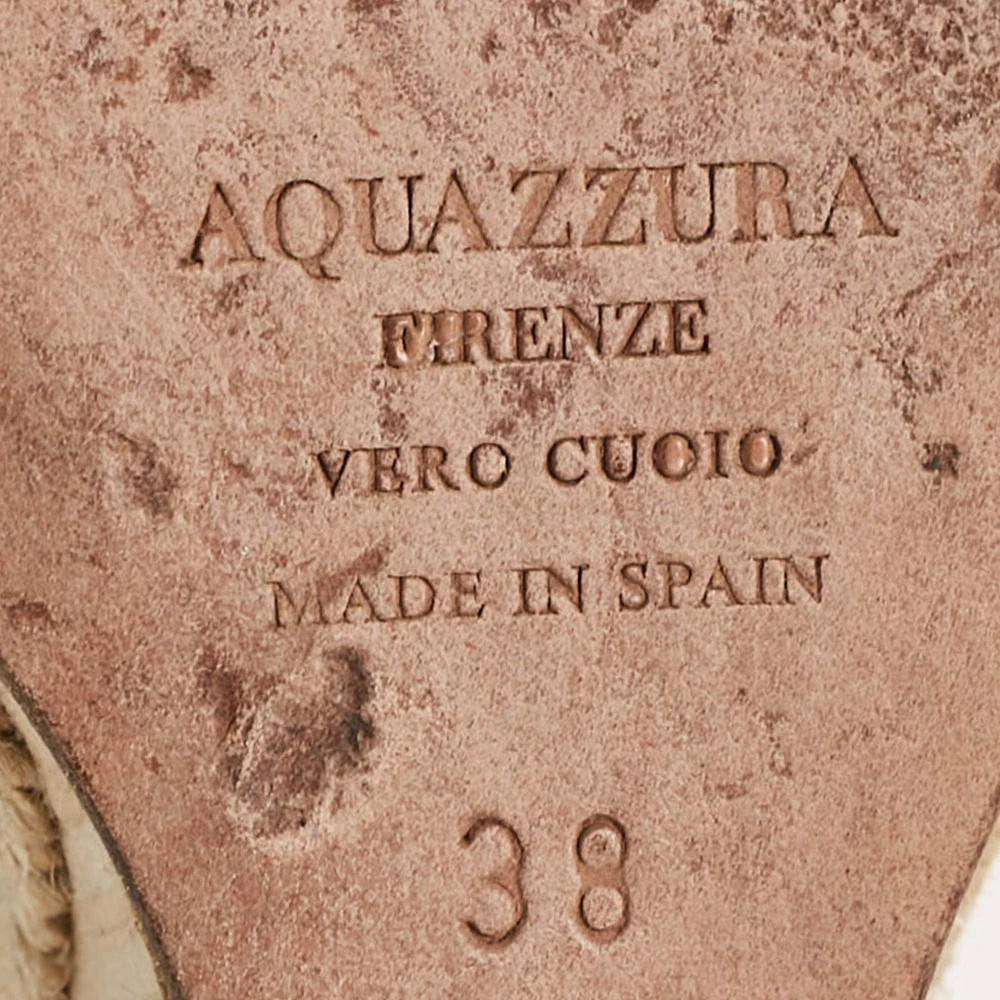 AQUAZZURA
FIRENZE
VERO CUOIO
MADE IN SPAIN
38